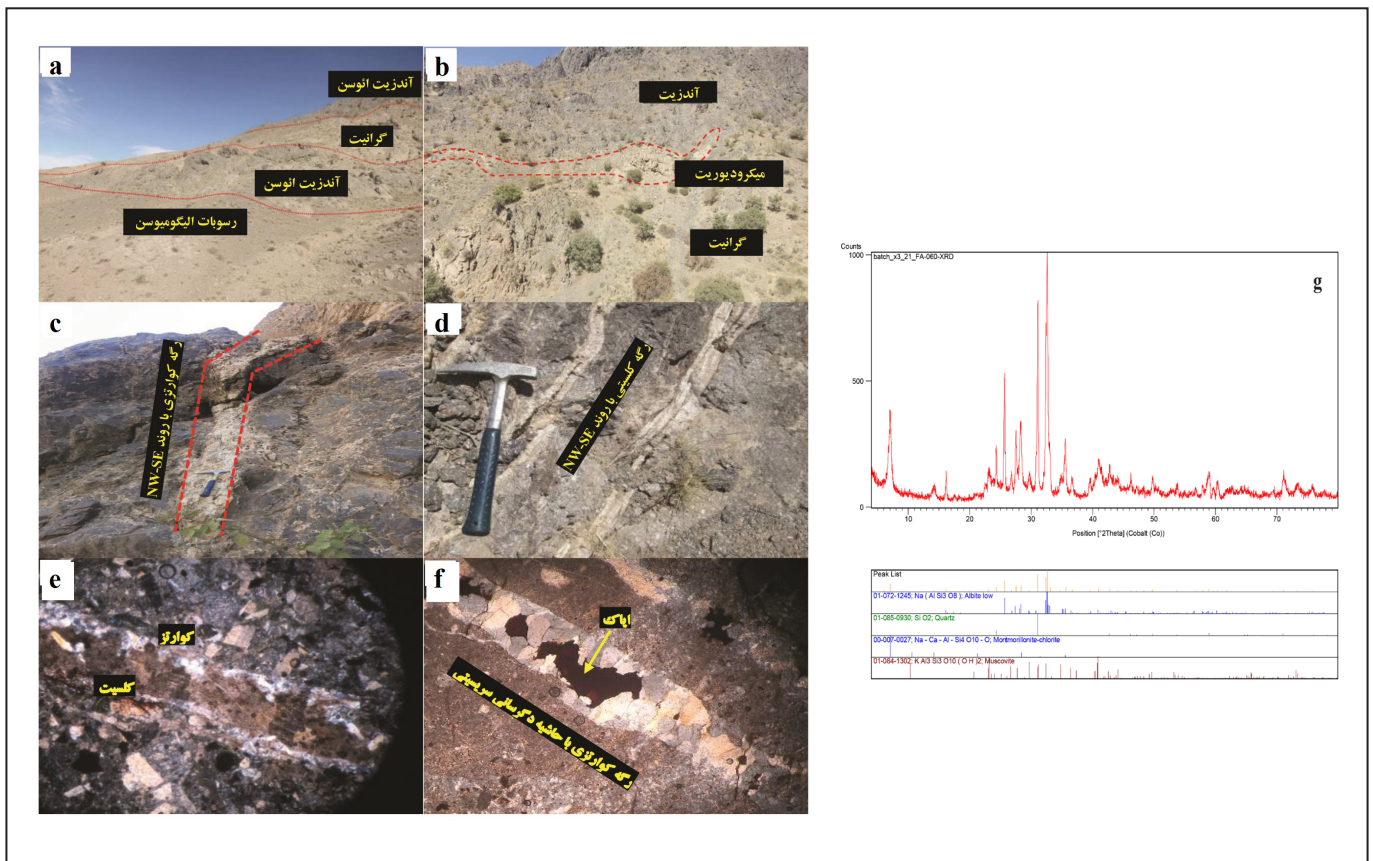 a
آندزیت ائوسن
گرانیت
آندزیت ائوسن
رسوبات الیگومیوسن
b
آندزیت
میکرودیوریت
گرانیت
c
رگه کوارتزی با روند NW-SE
d
رگه کلسیتی با روند NW-SE
e
کوارتز
کلسیت
f
اپاک
رگه کوارتزی با حاشیه دگرسانی سریسیتی
g
Counts
batch_x3_21_FA-060-XRD
1000
500
0
10 20 30 40 50 60 70
Position [°2Theta] (Cobalt (Co))
Peak List
01-072-1245; Na ( Al Si3 O8 ); Albite low
01-085-0930; Si O2; Quartz
00-007-0027; Na - Ca - Al - Si4 O10 - O; Montmorillonite-chlorite
01-084-1302; K Al3 Si3 O10 ( O H )2; Muscovite